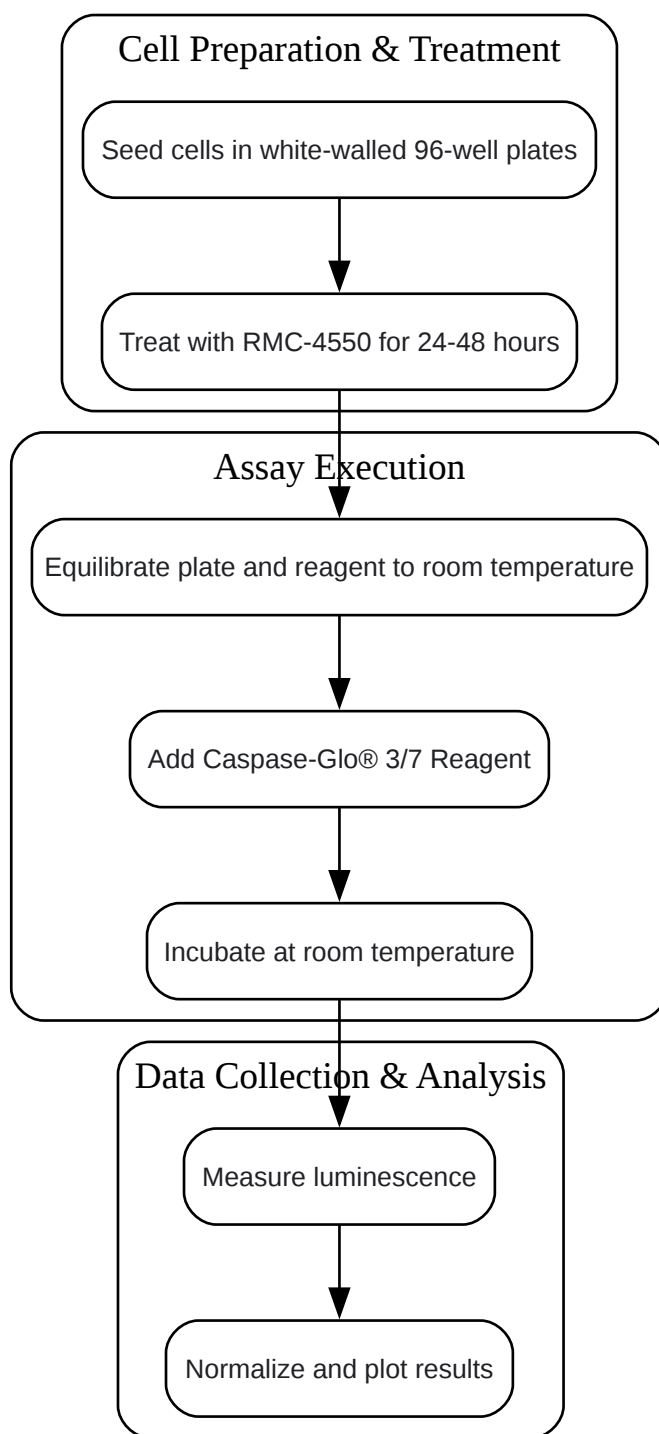 Cell Preparation & Treatment
Seed cells in white-walled 96-well plates
Treat with RMC-4550 for 24-48 hours
Assay Execution
Equilibrate plate and reagent to room temperature
Add Caspase-Glo® 3/7 Reagent
Incubate at room temperature
Data Collection & Analysis
Measure luminescence
Normalize and plot results